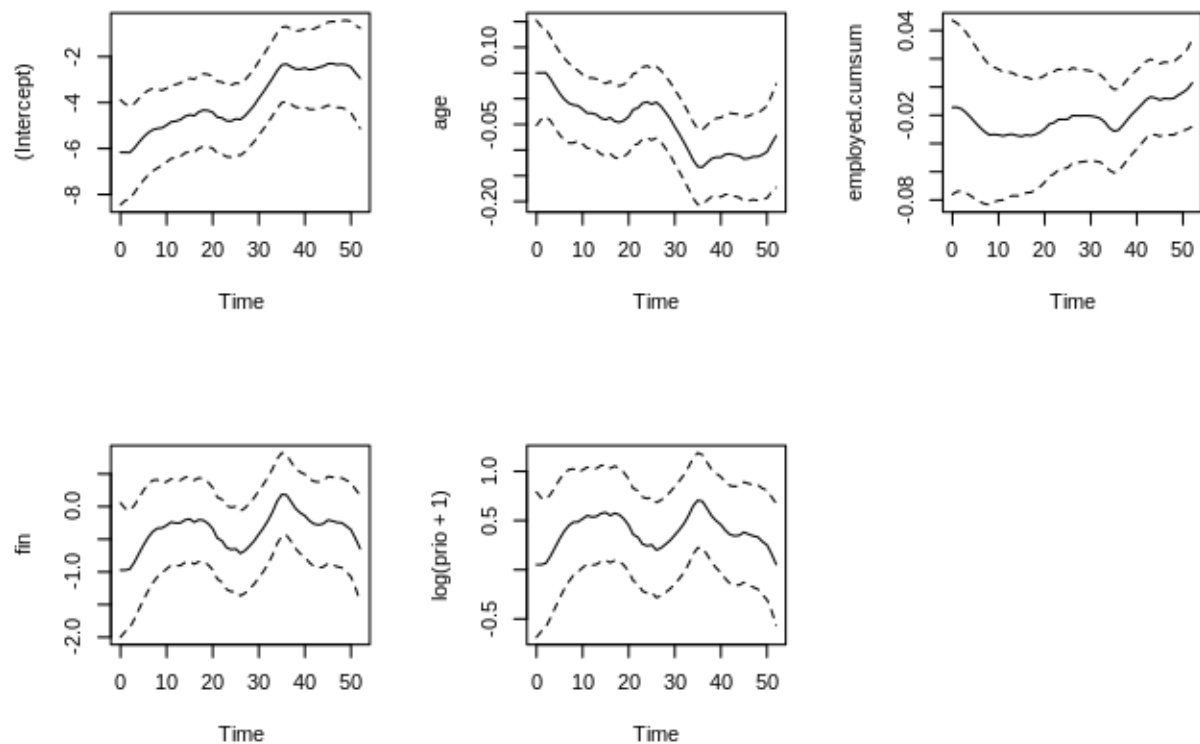 (Intercept)
-2
-4
-6
-8
0 10 20 30 40 50
Time
age
0.10
-0.05
-0.20
0 10 20 30 40 50
Time
employed.cumsum
0.04
-0.02
-0.08
0 10 20 30 40 50
Time
fin
0.0
-1.0
-2.0
0 10 20 30 40 50
Time
log(prio + 1)
1.0
0.5
-0.5
0 10 20 30 40 50
Time